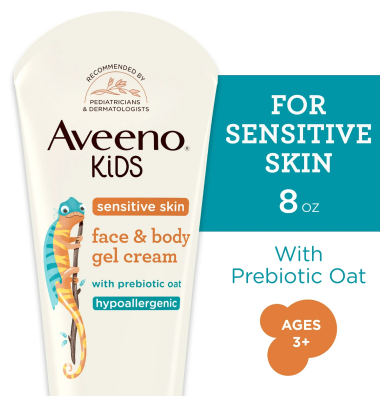 RECOMMENDED BY
PEDIATRICIANS
& DERMATOLOGISTS
Aveeno®
KiDS
sensitive skin
face & body
gel cream
with prebiotic oat
hypoallergenic
FOR
SENSITIVE
SKIN
8 OZ
With
Prebiotic Oat
AGES
3+